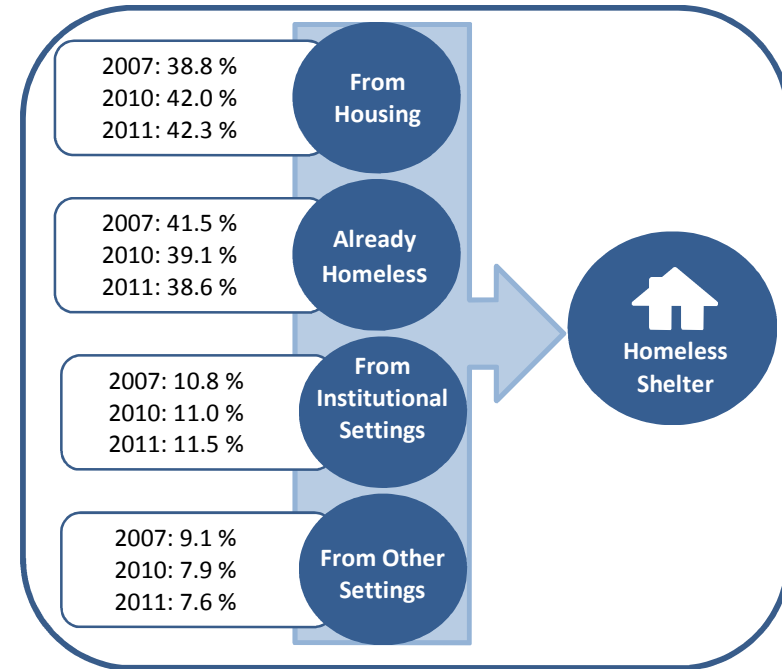 2007: 38.8 %
2010: 42.0 %
2011: 42.3 %
From
Housing
2007: 41.5 %
2010: 39.1 %
2011: 38.6 %
Already
Homeless
2007: 10.8 %
2010: 11.0 %
2011: 11.5 %
From
Institutional
Settings
2007: 9.1 %
2010: 7.9 %
2011: 7.6 %
From Other
Settings
Homeless
Shelter